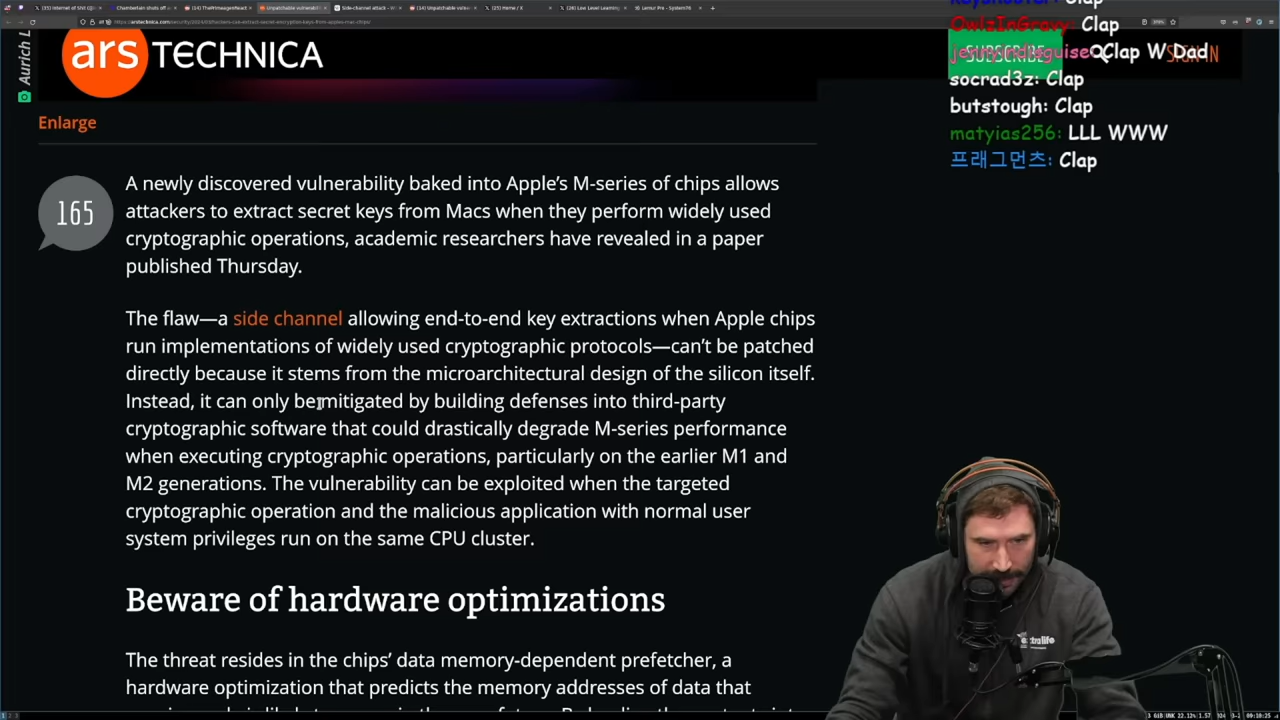 ars TECHNICA
SUBSCRIBE
SIGN IN
Aurich L
Enlarge
165
A newly discovered vulnerability baked into Apple’s M-series of chips allows
attackers to extract secret keys from Macs when they perform widely used
cryptographic operations, academic researchers have revealed in a paper
published Thursday.
The flaw—a side channel allowing end-to-end key extractions when Apple chips
run implementations of widely used cryptographic protocols—can’t be patched
directly because it stems from the microarchitectural design of the silicon itself.
Instead, it can only be mitigated by building defenses into third-party
cryptographic software that could drastically degrade M-series performance
when executing cryptographic operations, particularly on the earlier M1 and
M2 generations. The vulnerability can be exploited when the targeted
cryptographic operation and the malicious application with normal user
system privileges run on the same CPU cluster.
Beware of hardware optimizations
The threat resides in the chips’ data memory-dependent prefetcher, a
hardware optimization that predicts the memory addresses of data that
Clap
OwlzInGravy: Clap
Clap W Dad
socrad3z: Clap
butstough: Clap
matyias256: LLL WWW
프래그먼츠: Clap
extralife